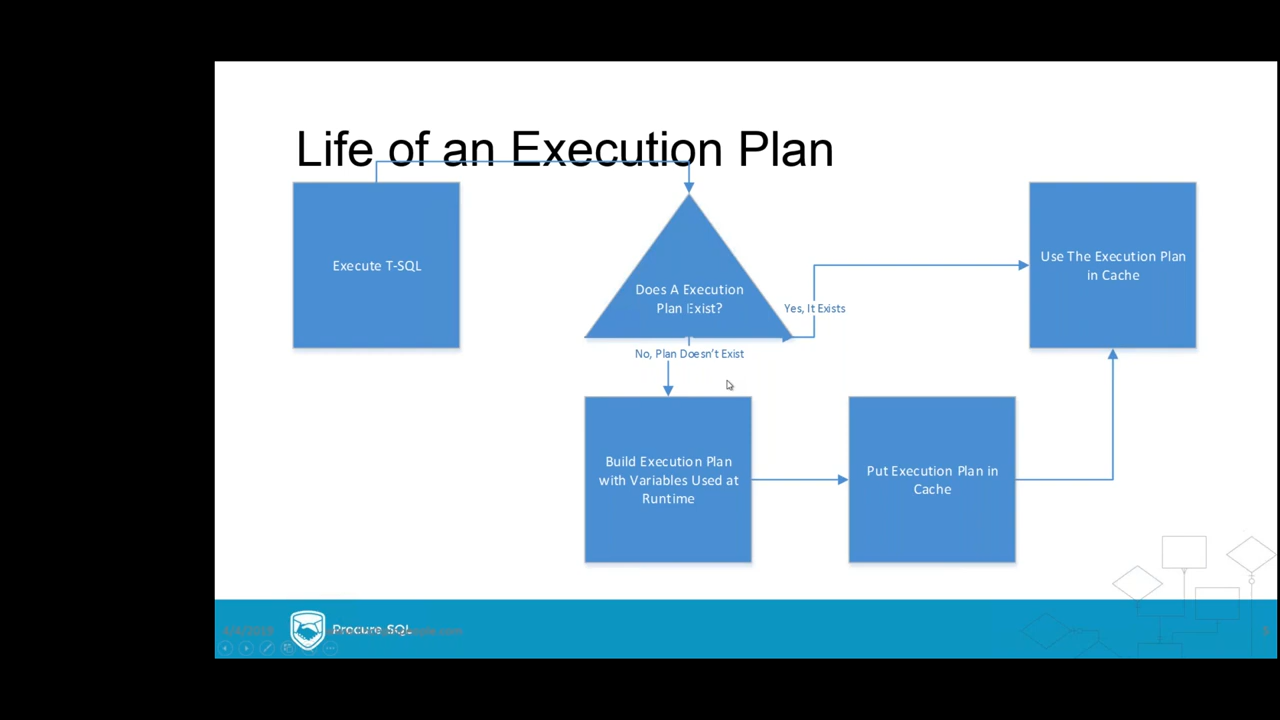 Life of an Execution Plan
Execute T-SQL
Does A Execution
Plan Exist?
Yes, It Exists
Use The Execution Plan
in Cache
No, Plan Doesn't Exist
Build Execution Plan
with Variables Used at
Runtime
Put Execution Plan in
Cache
Procure SQL